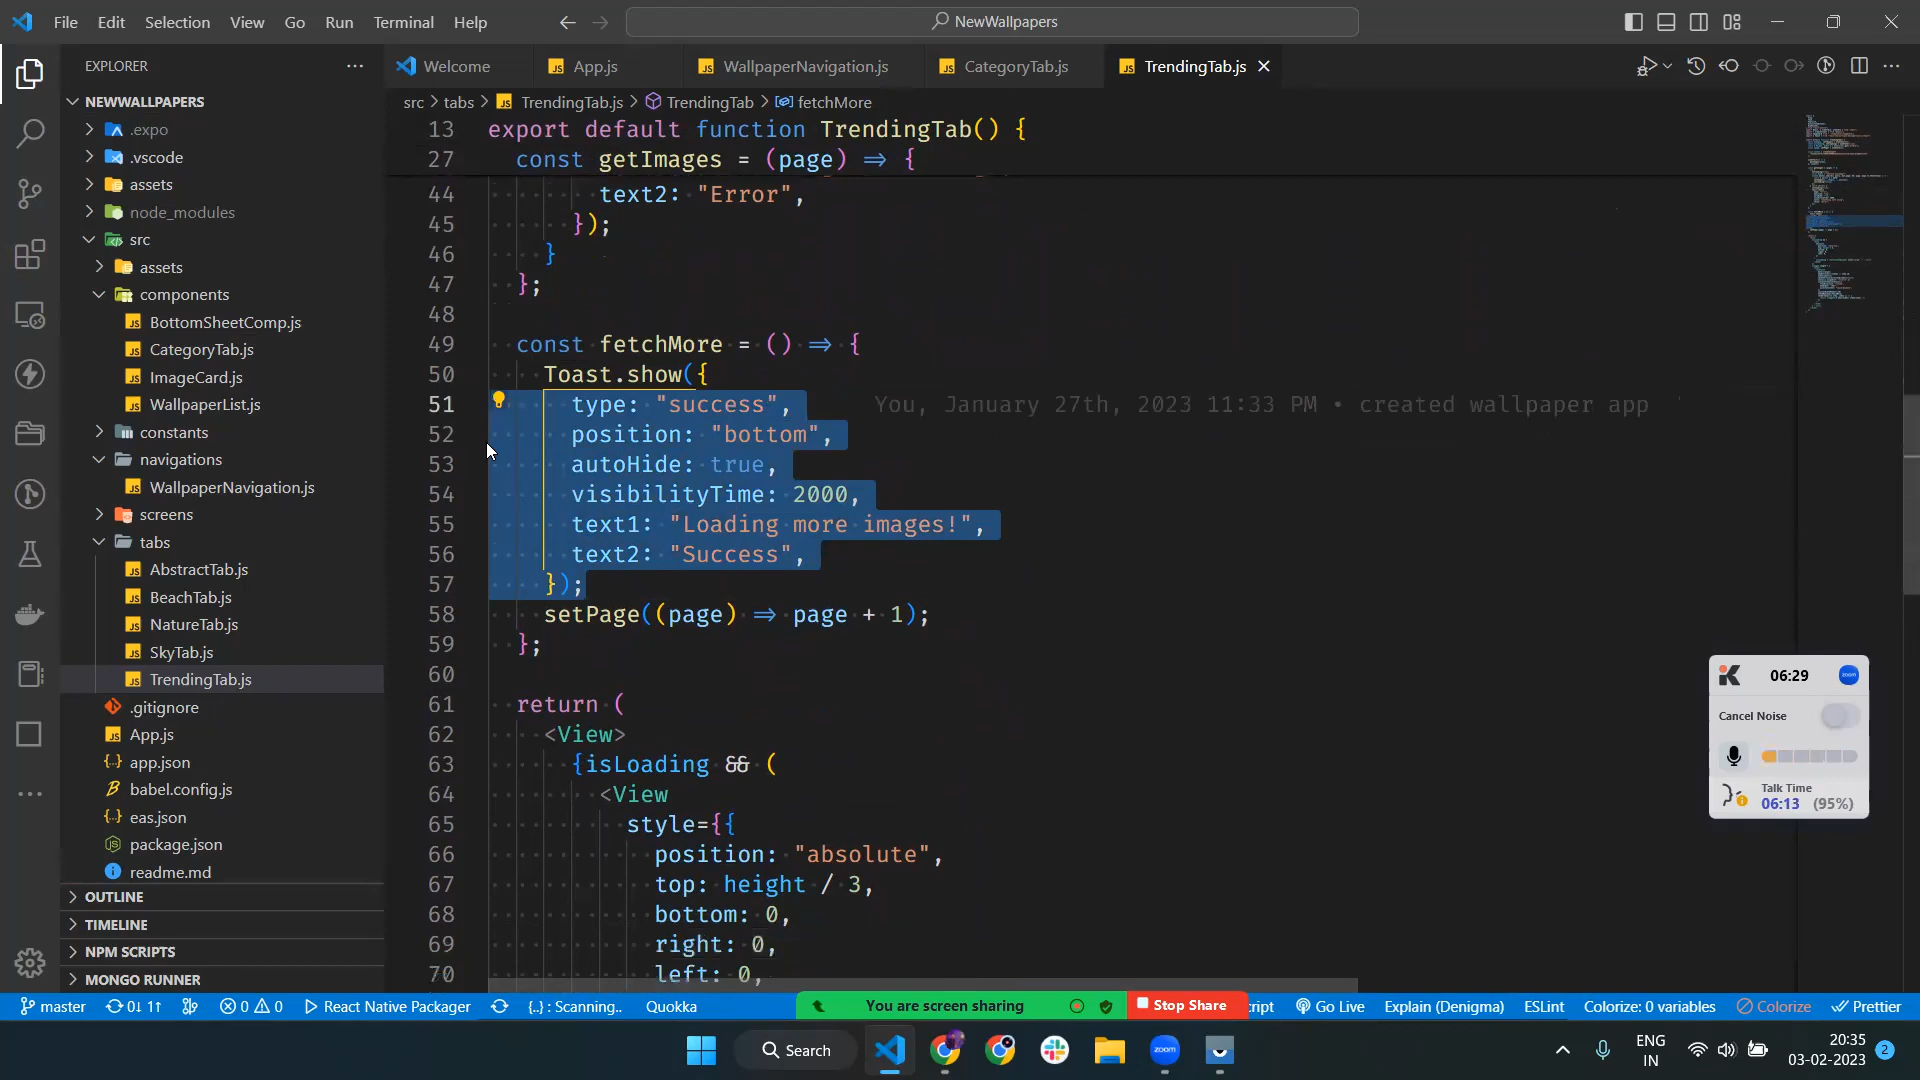 File Edit Selection View Go Run Terminal Help
NewWallpapers
EXPLORER
Welcome
App.js
WallpaperNavigation.js
CategoryTab.js
TrendingTab.js
NEWWALLPAPERS
.expo
.vscode
assets
node_modules
src
assets
components
BottomSheetComp.js
CategoryTab.js
ImageCard.js
WallpaperList.js
constants
navigations
WallpaperNavigation.js
screens
tabs
AbstractTab.js
BeachTab.js
NatureTab.js
SkyTab.js
TrendingTab.js
.gitignore
App.js
app.json
babel.config.js
eas.json
package.json
readme.md
OUTLINE
TIMELINE
NPM SCRIPTS
MONGO RUNNER
src > tabs > TrendingTab.js > TrendingTab > fetchMore
13 export default function TrendingTab() {
27 const getImages = (page) => {
44 text2: "Error",
45 });
46 }
47 };
48
49 const fetchMore = () => {
50 Toast.show({
51 type: "success", You, January 27th, 2023 11:33 PM • created wallpaper app
52 position: "bottom",
53 autoHide: true,
54 visibilityTime: 2000,
55 text1: "Loading more images!",
56 text2: "Success",
57 });
58 setPage((page) => page + 1);
59 };
60
61 return (
62 <View>
63 {isLoading && (
64 <View
65 style={{
66 position: "absolute",
67 top: height / 3,
68 bottom: 0,
69 right: 0,
70 left: 0,
06:29
zoom
Cancel Noise
Talk Time
06:13 (95%)
master 0↓ 1↑ 0 0 React Native Packager {..} : Scanning.. Quokka
You are screen sharing
Stop Share
cript Go Live Explain (Denigma) ESLint Colorize: 0 variables Colorize Prettier
Search
zoom
ENG
IN
20:35
03-02-2023
2